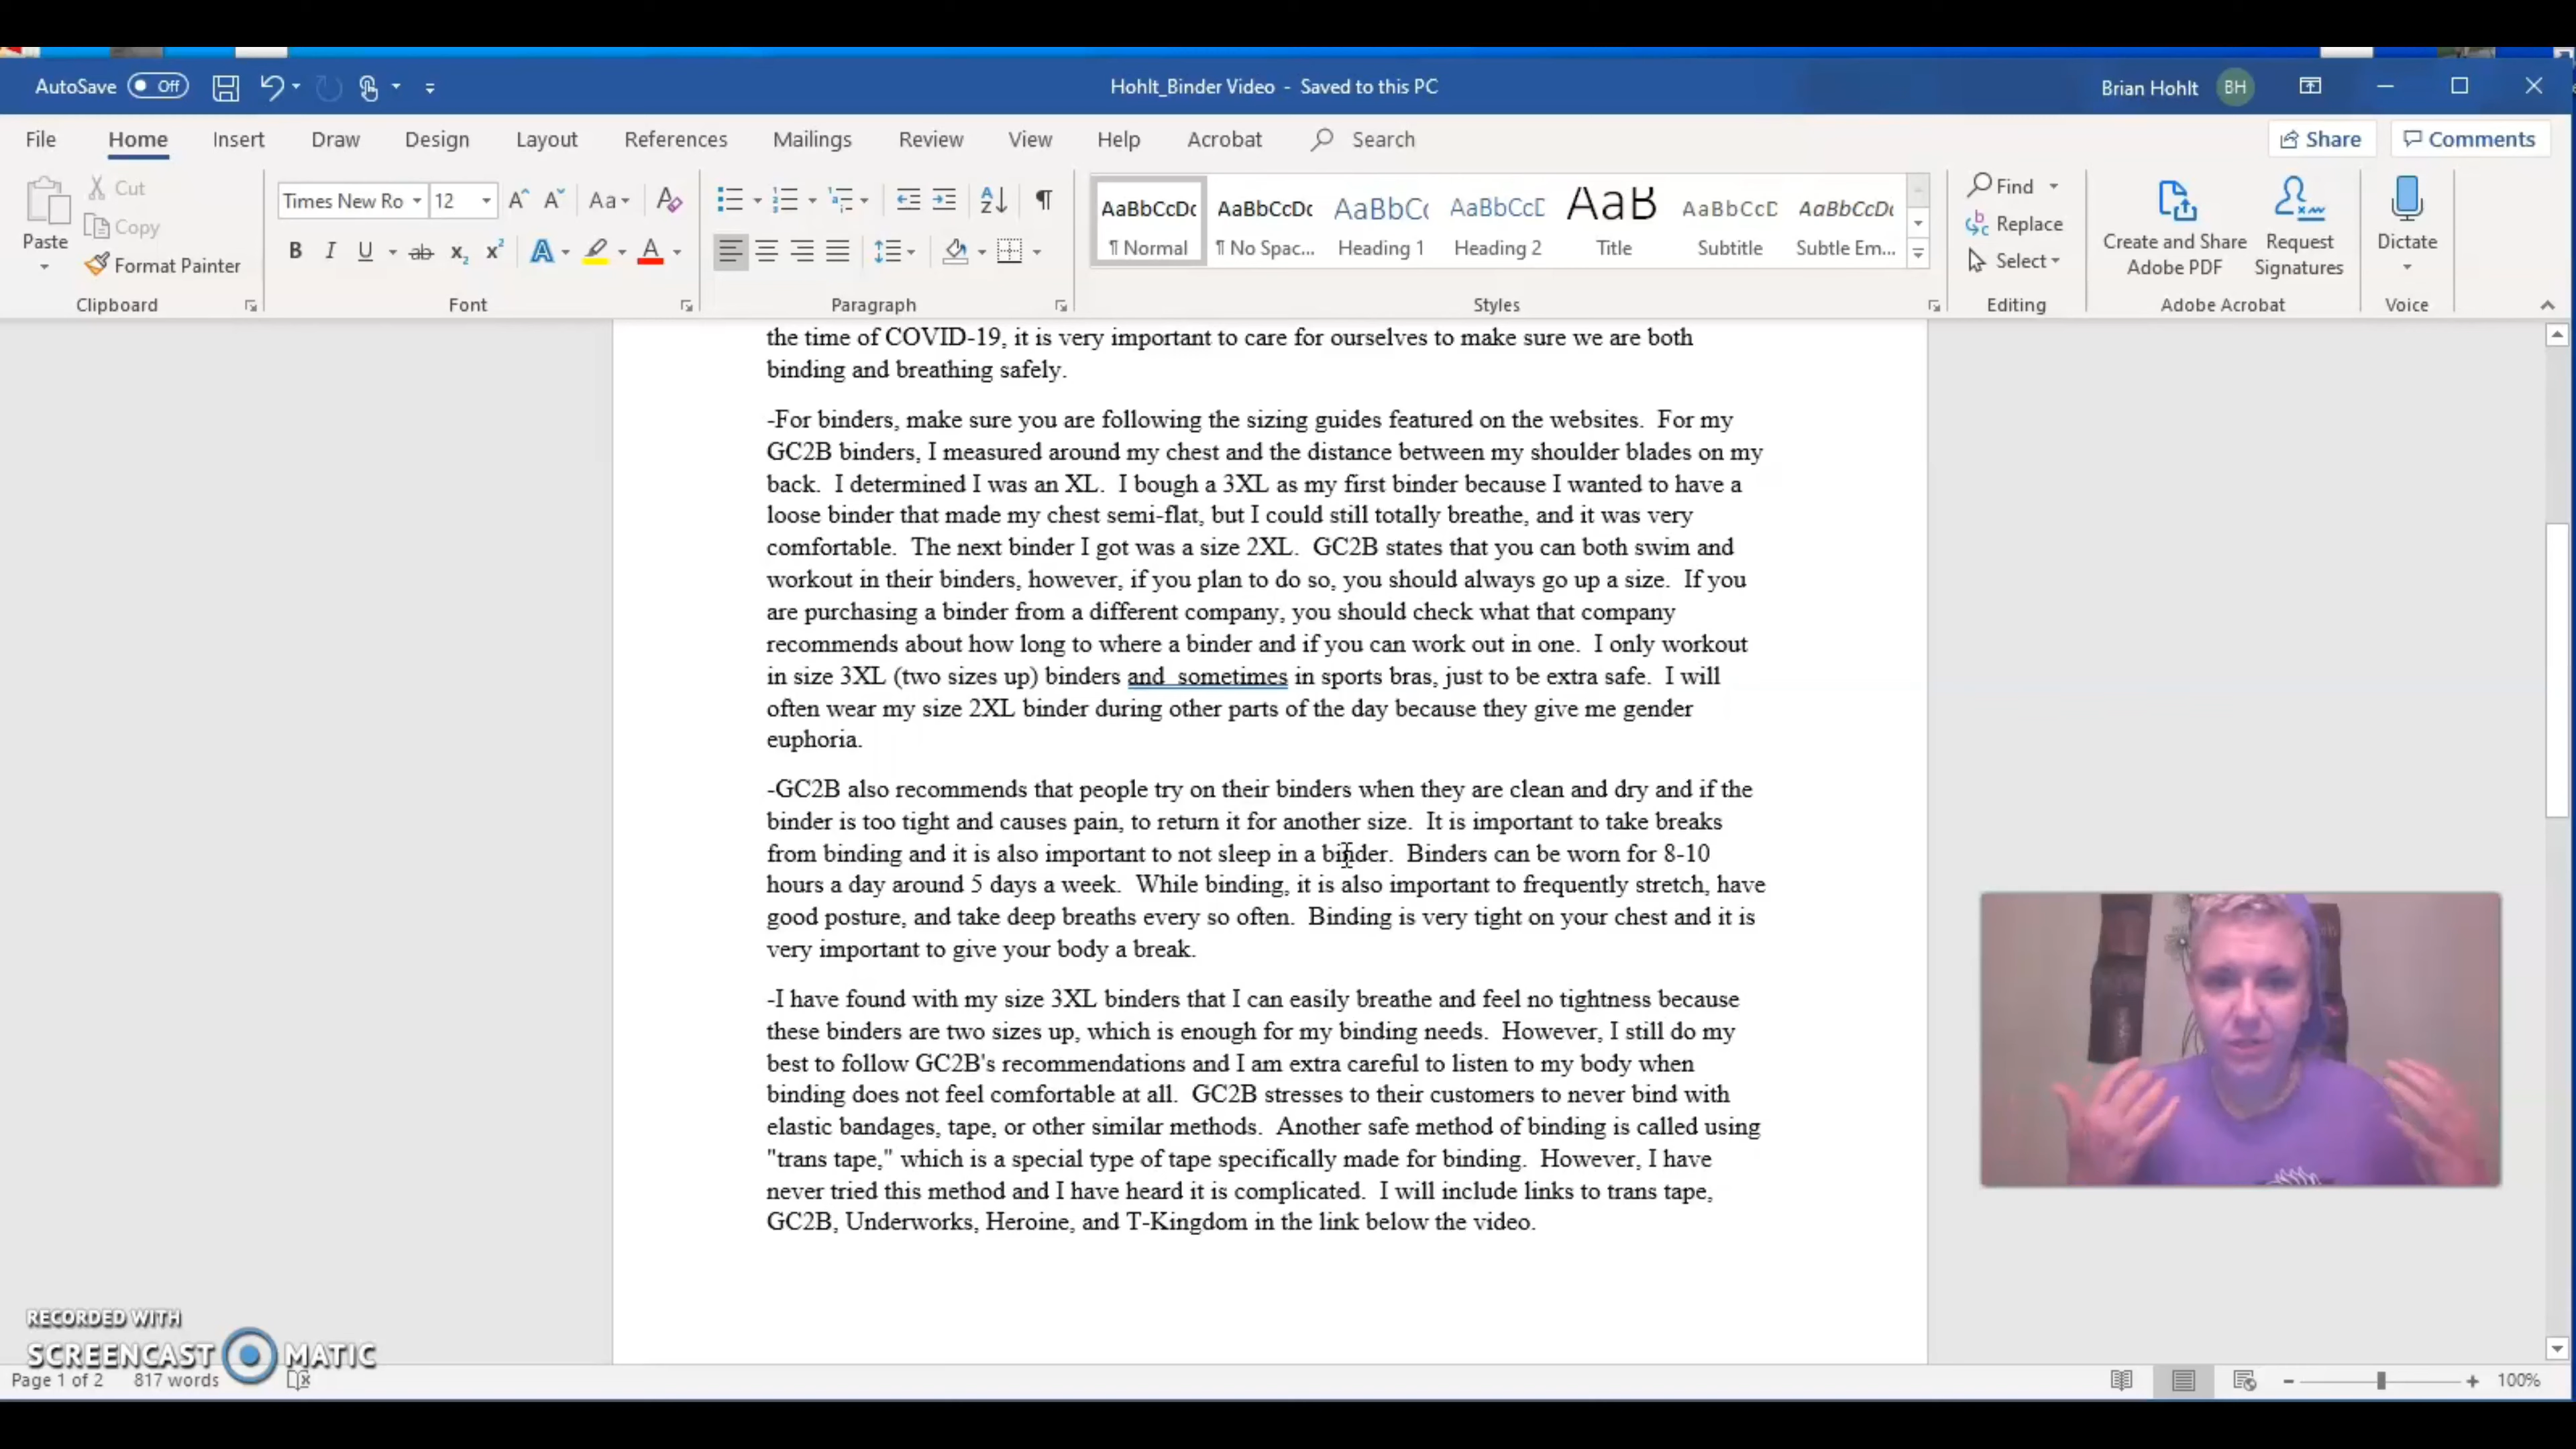 AutoSave Off
Hohlt_Binder Video - Saved to this PC
Brian Hohlt BH
File Home Insert Draw Design Layout References Mailings Review View Help Acrobat Search Share Comments
Paste
Cut
Copy
Format Painter
Clipboard
Times New Ro 12
Font
Paragraph
AaBbCcDc AaBbCcDc AaBbCc AaBbCcE AaB AaBbCcD AaBbCcDc
¶ Normal ¶ No Spac... Heading 1 Heading 2 Title Subtitle Subtle Em...
Styles
Find
Replace
Select
Editing
Create and Share
Adobe PDF
Request
Signatures
Adobe Acrobat
Dictate
Voice
the time of COVID-19, it is very important to care for ourselves to make sure we are both
binding and breathing safely.
-For binders, make sure you are following the sizing guides featured on the websites. For my
GC2B binders, I measured around my chest and the distance between my shoulder blades on my
back. I determined I was an XL. I bough a 3XL as my first binder because I wanted to have a
loose binder that made my chest semi-flat, but I could still totally breathe, and it was very
comfortable. The next binder I got was a size 2XL. GC2B states that you can both swim and
workout in their binders, however, if you plan to do so, you should always go up a size. If you
are purchasing a binder from a different company, you should check what that company
recommends about how long to where a binder and if you can work out in one. I only workout
in size 3XL (two sizes up) binders and  sometimes in sports bras, just to be extra safe. I will
often wear my size 2XL binder during other parts of the day because they give me gender
euphoria.
-GC2B also recommends that people try on their binders when they are clean and dry and if the
binder is too tight and causes pain, to return it for another size. It is important to take breaks
from binding and it is also important to not sleep in a binder. Binders can be worn for 8-10
hours a day around 5 days a week. While binding, it is also important to frequently stretch, have
good posture, and take deep breaths every so often. Binding is very tight on your chest and it is
very important to give your body a break.
-I have found with my size 3XL binders that I can easily breathe and feel no tightness because
these binders are two sizes up, which is enough for my binding needs. However, I still do my
best to follow GC2B's recommendations and I am extra careful to listen to my body when
binding does not feel comfortable at all. GC2B stresses to their customers to never bind with
elastic bandages, tape, or other similar methods. Another safe method of binding is called using
"trans tape," which is a special type of tape specifically made for binding. However, I have
never tried this method and I have heard it is complicated. I will include links to trans tape,
GC2B, Underworks, Heroine, and T-Kingdom in the link below the video.
RECORDED WITH
SCREENCAST MATIC
Page 1 of 2 817 words
100%